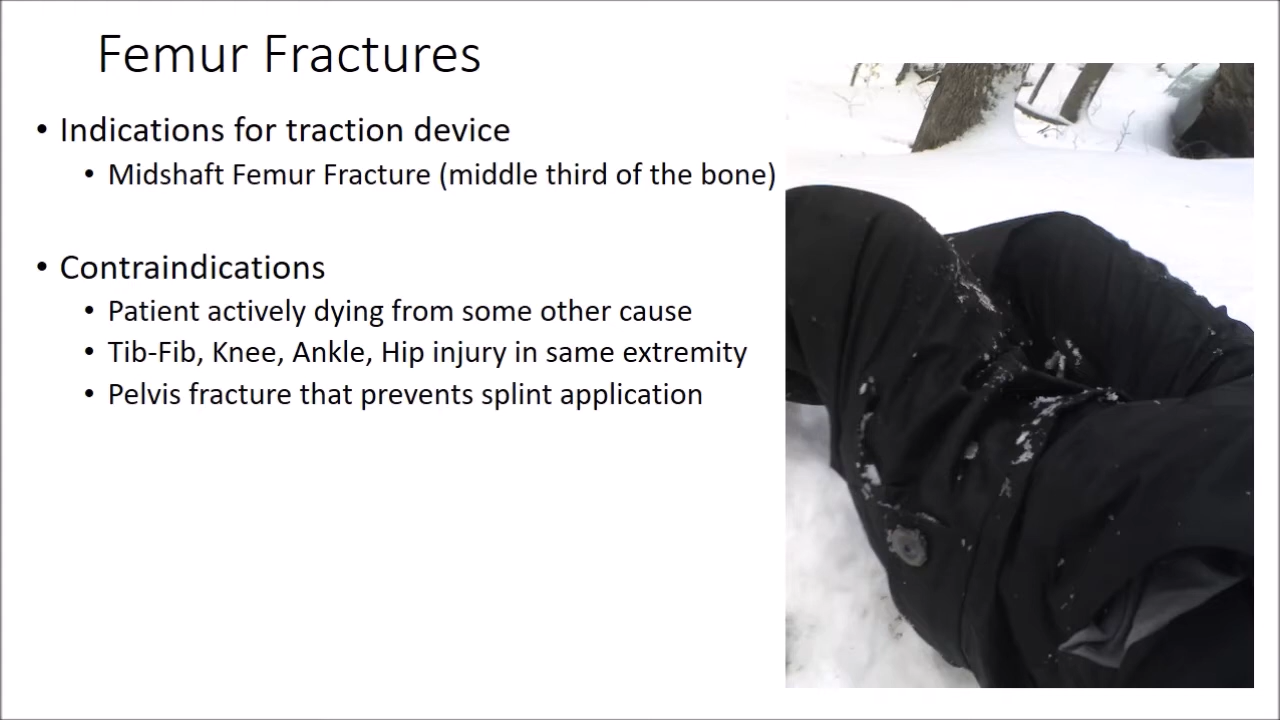 Femur Fractures
• Indications for traction device
• Midshaft Femur Fracture (middle third of the bone)
• Contraindications
• Patient actively dying from some other cause
• Tib-Fib, Knee, Ankle, Hip injury in same extremity
• Pelvis fracture that prevents splint application